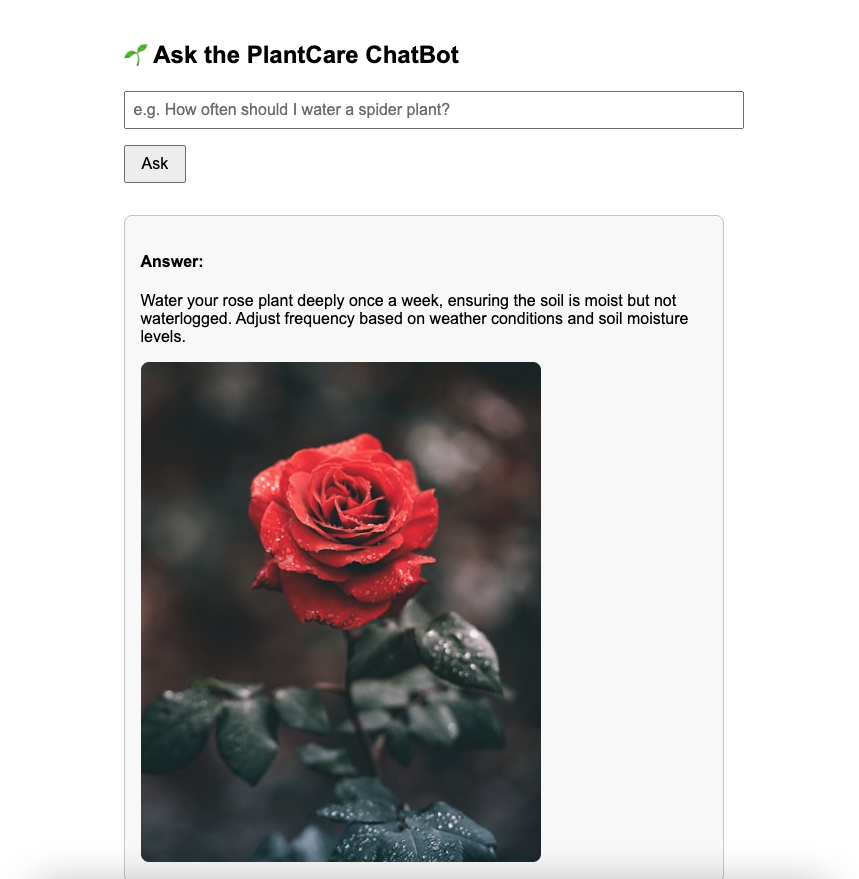 🌱 Ask the PlantCare ChatBot
e.g. How often should I water a spider plant?
Ask
Answer:
Water your rose plant deeply once a week, ensuring the soil is moist but not
waterlogged. Adjust frequency based on weather conditions and soil moisture
levels.